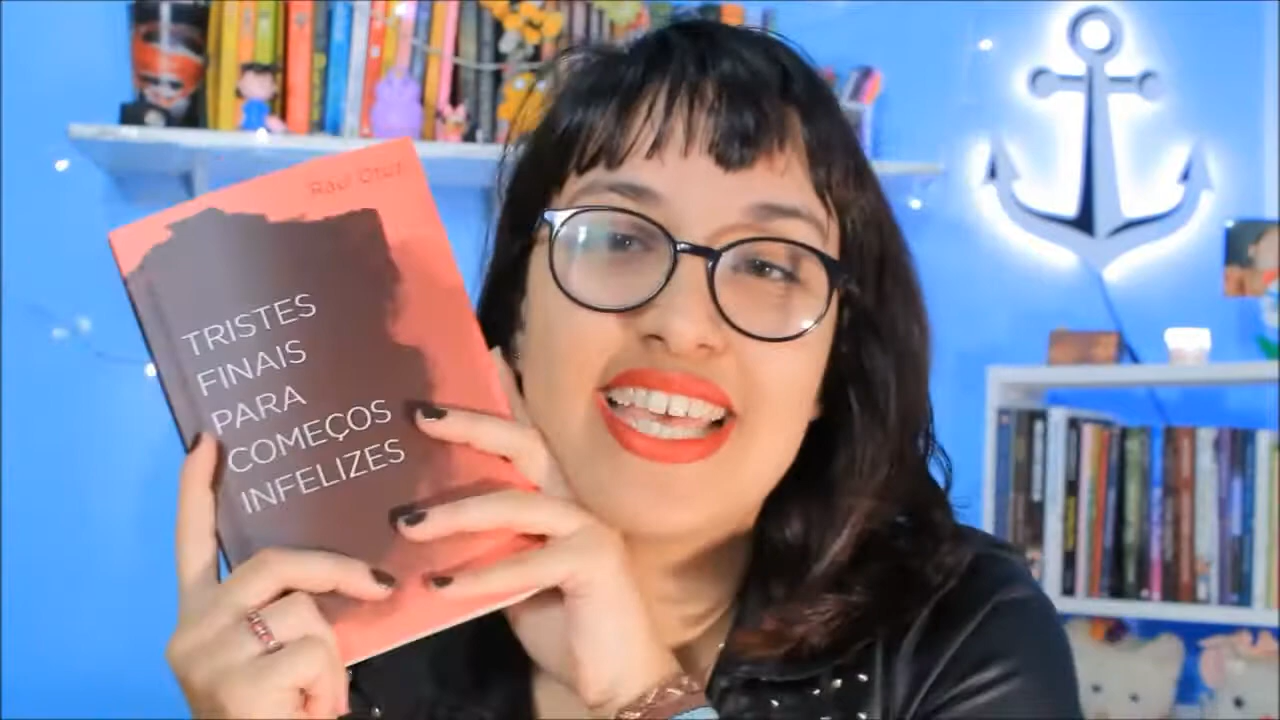 Raul Cruz
TRISTES
FINAIS
PARA
COMEÇOS
INFELIZES